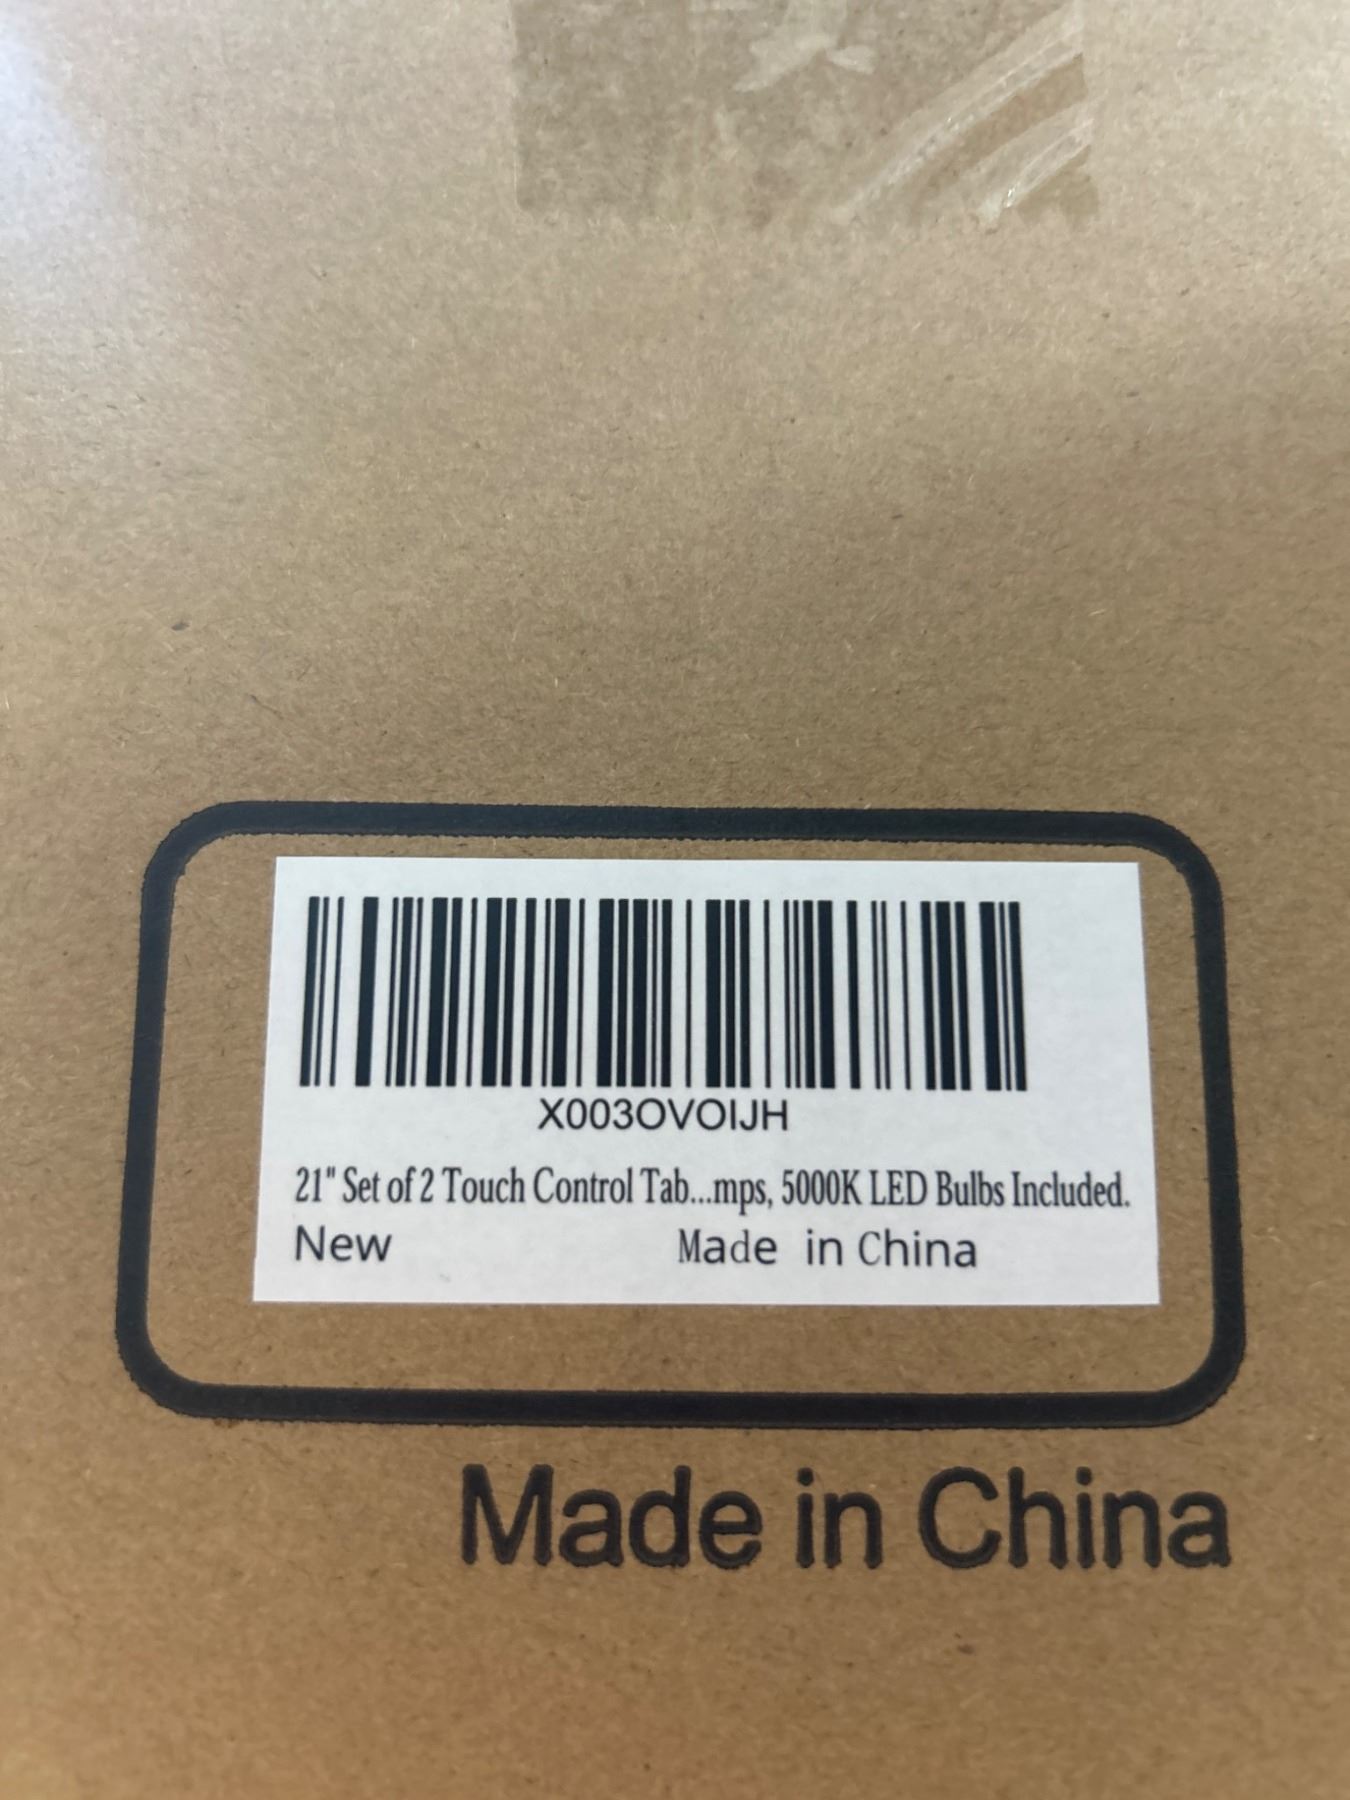 X003OVOIJH
21" Set of 2 Touch Control Tab...mps, 5000K LED Bulbs Included.
New Made in China
Made in China